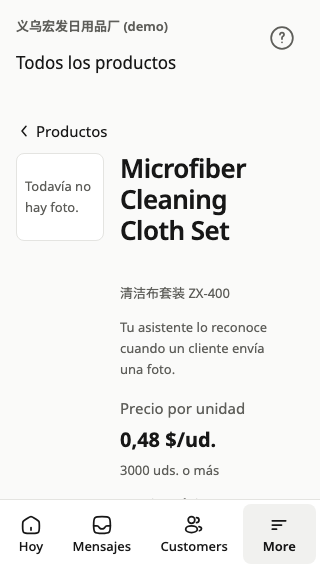 义乌宏发日用品厂 (demo)
Todos los productos
Productos
Todavía no
hay foto.
Microfiber
Cleaning
Cloth Set
清洁布套装 ZX-400
Tu asistente lo reconoce
cuando un cliente envía
una foto.
Precio por unidad
0,48 $/ud.
3000 uds. o más
Hoy
Mensajes
Customers
More